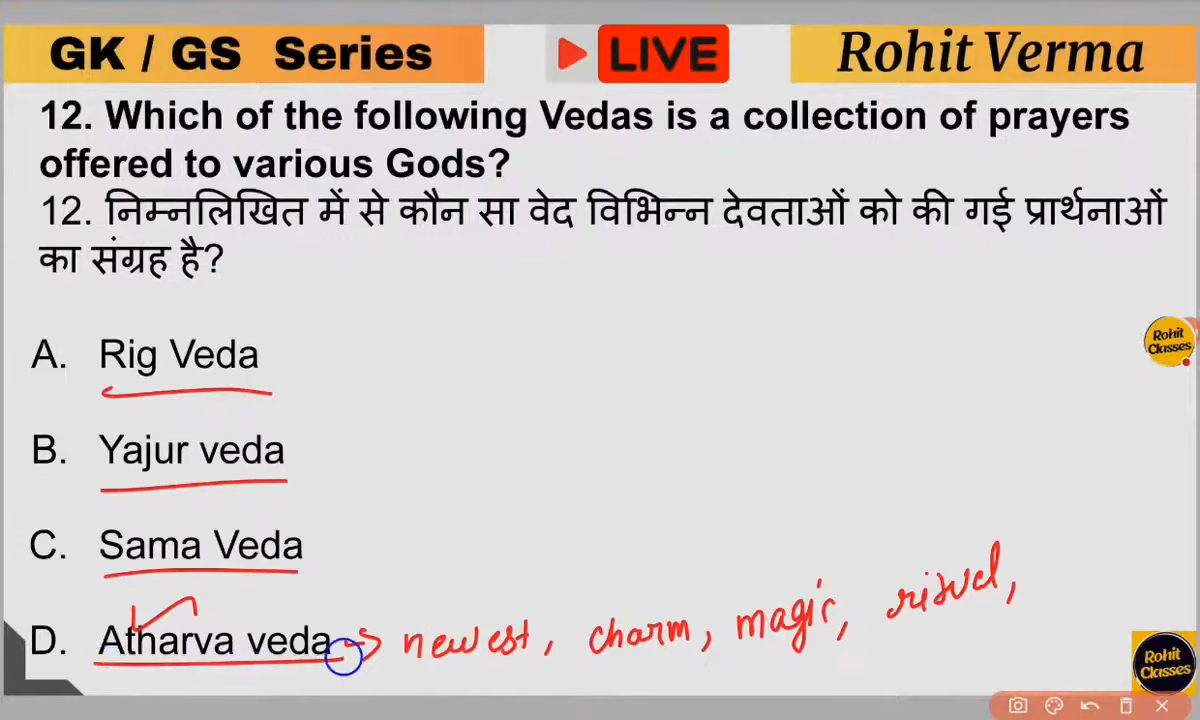 GK / GS Series LIVE Rohit Verma
12. Which of the following Vedas is a collection of prayers
offered to various Gods?
12. निम्नलिखित में से कौन सा वेद विभिन्न देवताओं को की गई प्रार्थनाओं
का संग्रह है?
A. Rig Veda
Rohit
Classes
B. Yajur veda
C. Sama Veda
D. Atharva veda → newest, charm, magic, ritual,
Rohit
Classes